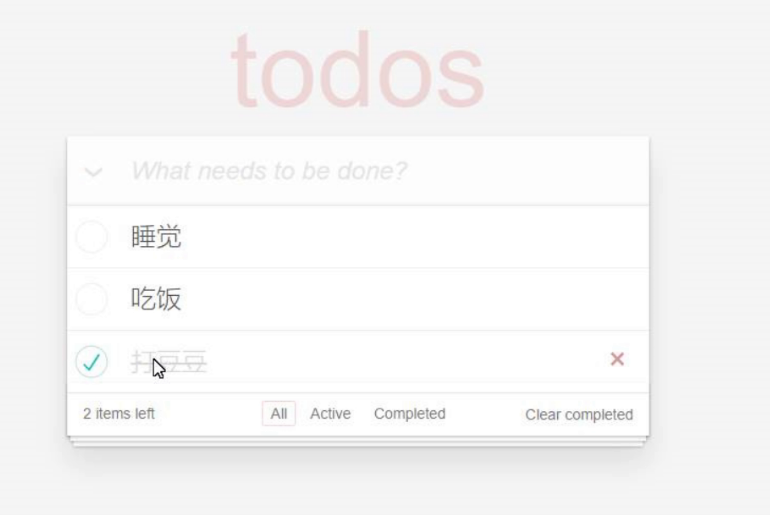 todos
What needs to be done?
睡觉
吃饭
打豆豆
2 items left All Active Completed Clear completed